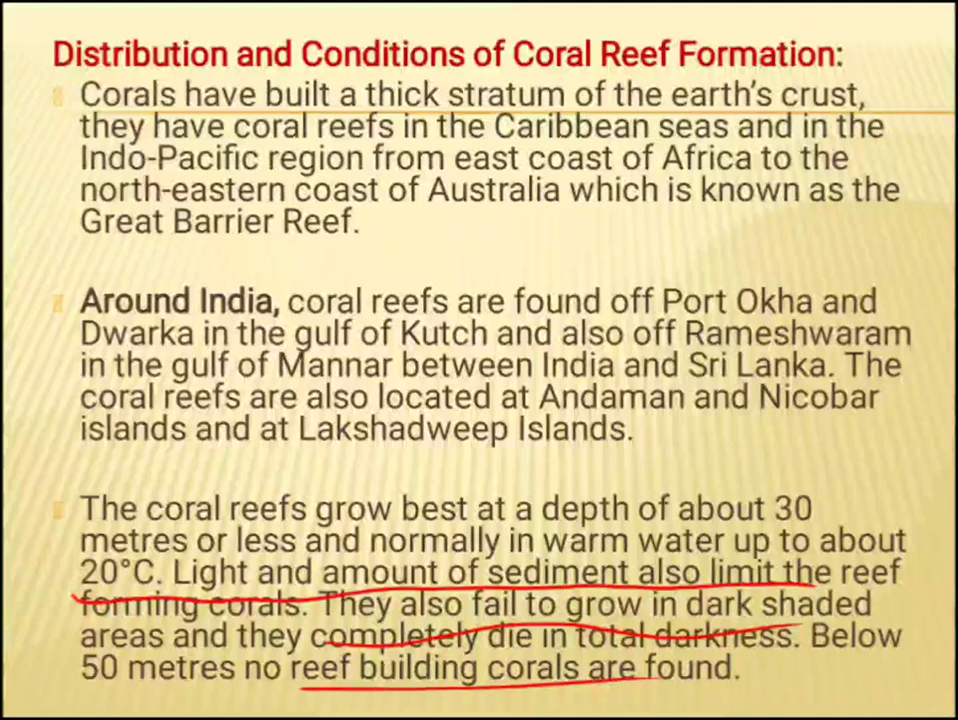 Distribution and Conditions of Coral Reef Formation:
Corals have built a thick stratum of the earth's crust,
they have coral reefs in the Caribbean seas and in the
Indo-Pacific region from east coast of Africa to the
north-eastern coast of Australia which is known as the
Great Barrier Reef.
Around India, coral reefs are found off Port Okha and
Dwarka in the gulf of Kutch and also off Rameshwaram
in the gulf of Mannar between India and Sri Lanka. The
coral reefs are also located at Andaman and Nicobar
islands and at Lakshadweep Islands.
The coral reefs grow best at a depth of about 30
metres or less and normally in warm water up to about
20°C. Light and amount of sediment also limit the reef
forming corals. They also fail to grow in dark shaded
areas and they completely die in total darkness. Below
50 metres no reef building corals are found.